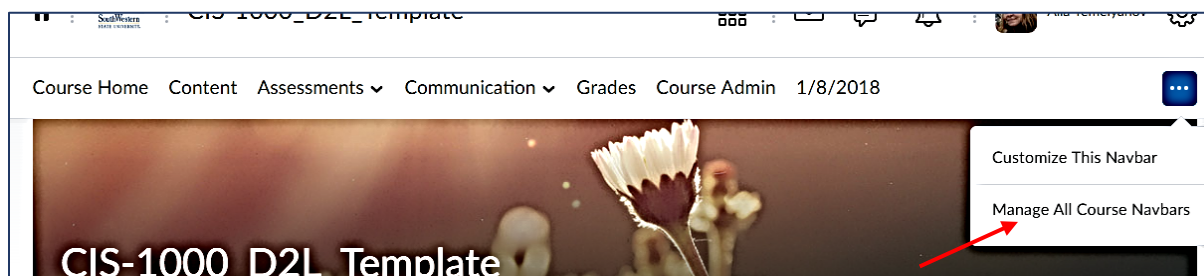 SouthWestern
CIS-1000_D2L_Template
Course Home Content Assessments Communication Grades Course Admin 1/8/2018
Customize This Navbar
Manage All Course Navbars
CIS-1000_D2L_Template